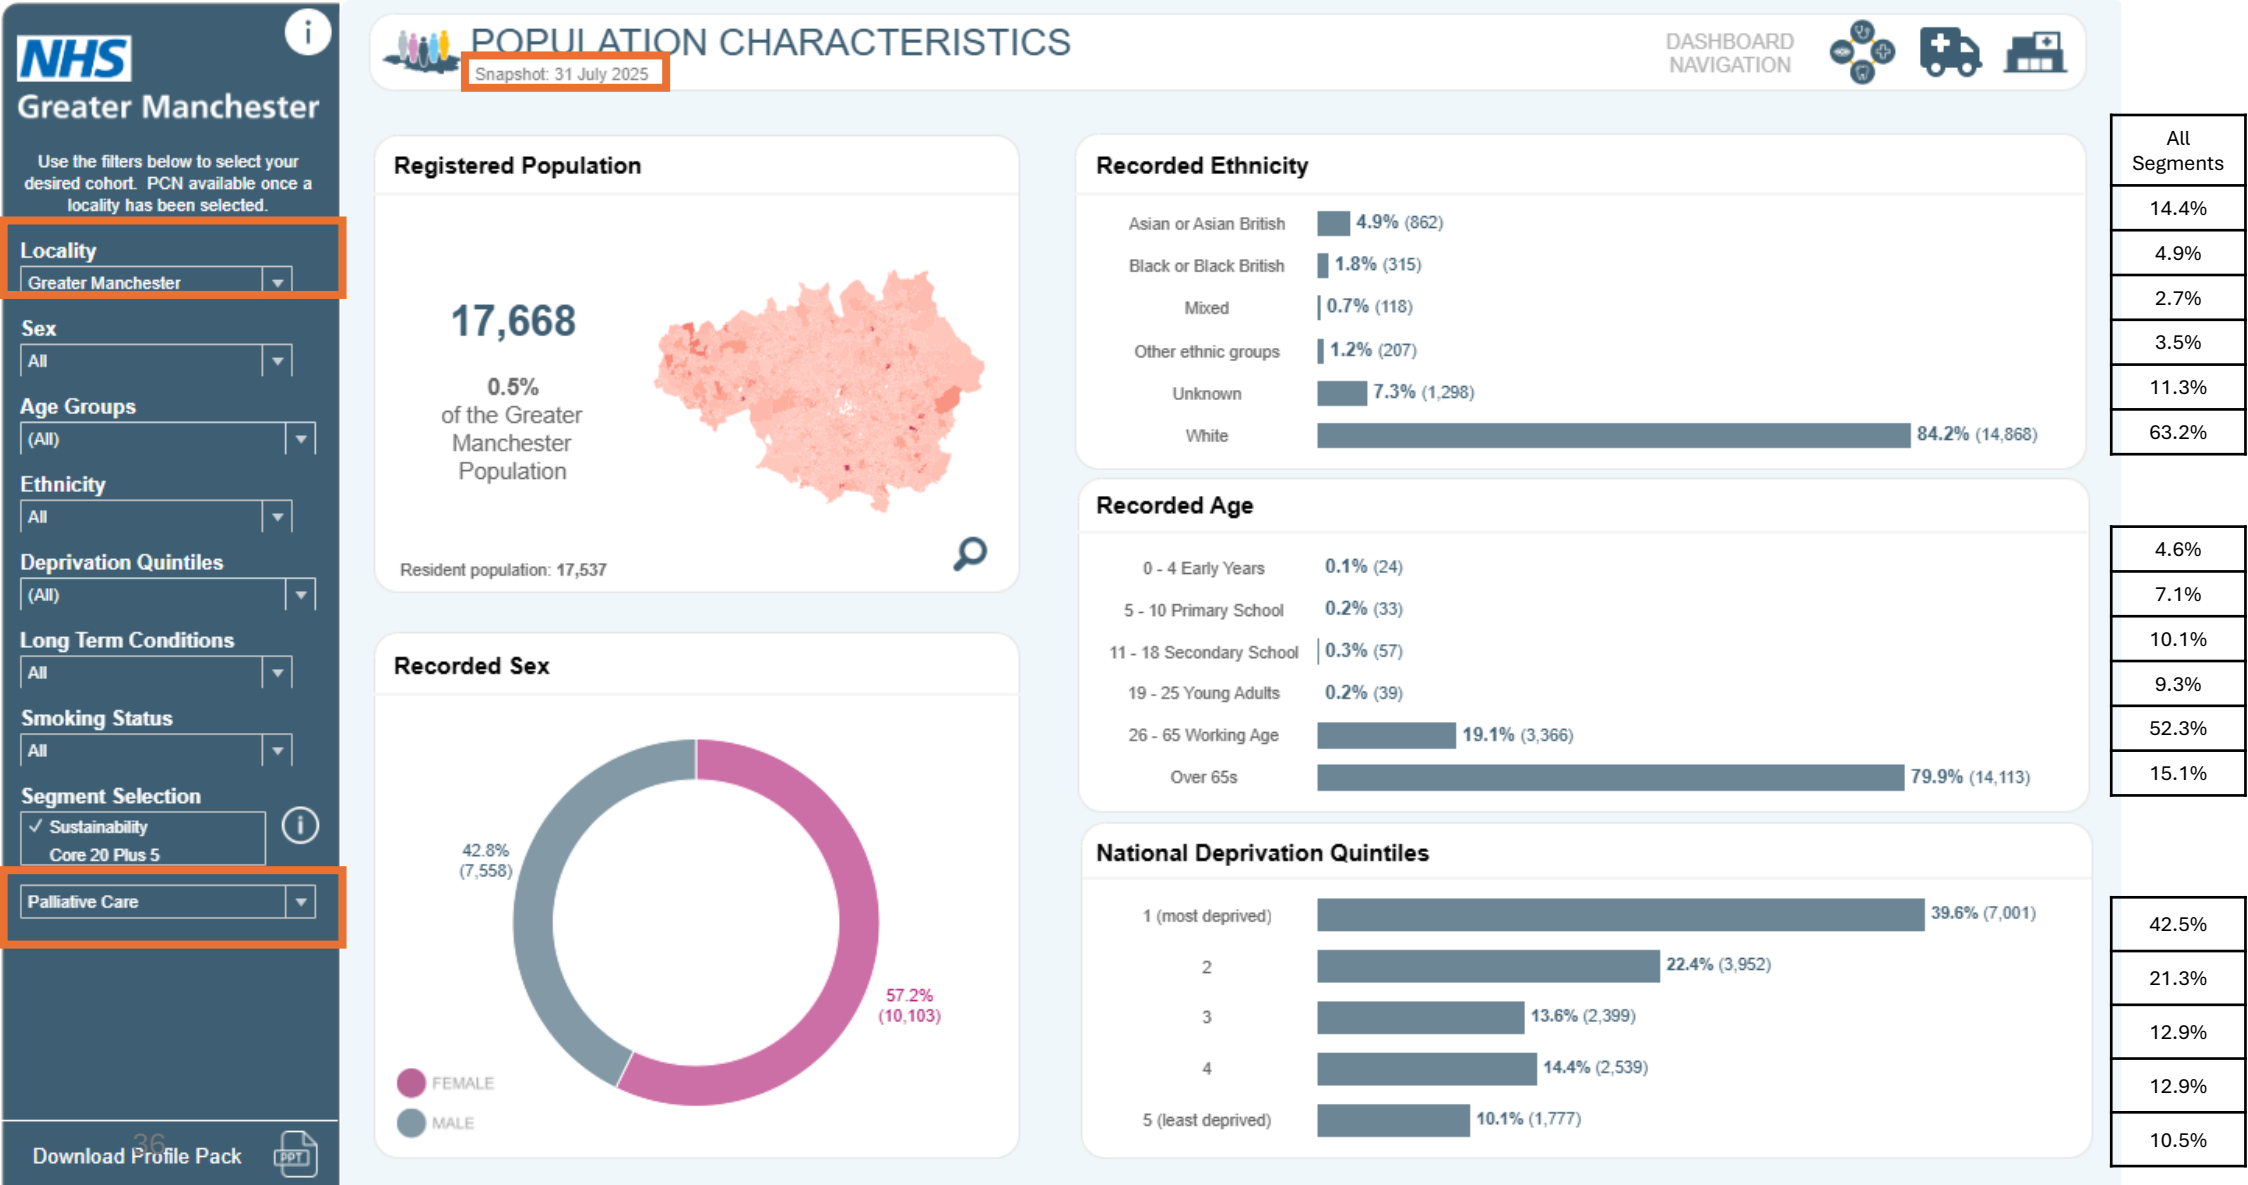 NHS
Greater Manchester
Use the filters below to select your
desired cohort. PCN available once a
locality has been selected.
Locality
Greater Manchester
Sex
All
Age Groups
(All)
Ethnicity
All
Deprivation Quintiles
(All)
Long Term Conditions
All
Smoking Status
All
Segment Selection
✓ Sustainability
Core 20 Plus 5
Palliative Care
36
Download Profile Pack
PPT
POPULATION CHARACTERISTICS
Snapshot: 31 July 2025
DASHBOARD
NAVIGATION
Registered Population
17,668
0.5%
of the Greater
Manchester
Population
Resident population: 17,537
Recorded Sex
42.8%
(7,558)
57.2%
(10,103)
FEMALE
MALE
Recorded Ethnicity
Asian or Asian British 4.9% (862)
Black or Black British 1.8% (315)
Mixed 0.7% (118)
Other ethnic groups 1.2% (207)
Unknown 7.3% (1,298)
White 84.2% (14,868)
Recorded Age
0 - 4 Early Years 0.1% (24)
5 - 10 Primary School 0.2% (33)
11 - 18 Secondary School 0.3% (57)
19 - 25 Young Adults 0.2% (39)
26 - 65 Working Age 19.1% (3,366)
Over 65s 79.9% (14,113)
National Deprivation Quintiles
1 (most deprived) 39.6% (7,001)
2 22.4% (3,952)
3 13.6% (2,399)
4 14.4% (2,539)
5 (least deprived) 10.1% (1,777)
All
Segments
14.4%
4.9%
2.7%
3.5%
11.3%
63.2%
4.6%
7.1%
10.1%
9.3%
52.3%
15.1%
42.5%
21.3%
12.9%
12.9%
10.5%